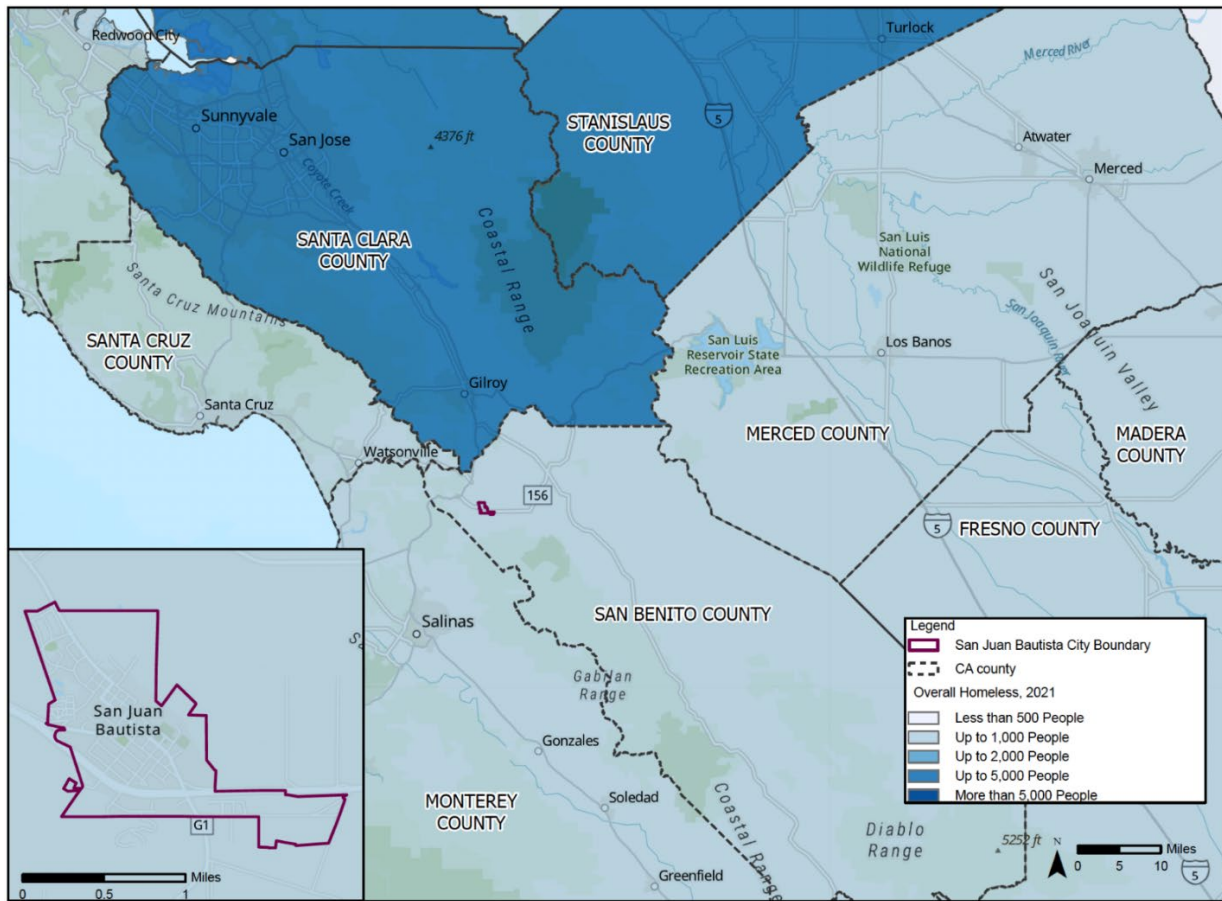 Redwood City
Turlock
Merced River
5
Sunnyvale
San Jose
4376 ft
STANISLAUS
COUNTY
Atwater
Merced
Coyote Creek
SANTA CLARA
COUNTY
Coastal Range
San Luis
National
Wildlife Refuge
San Joaquin Valley
Santa Cruz Mountains
SANTA CRUZ
COUNTY
San Luis
Reservoir State
Recreation Area
Los Banos
Gilroy
Santa Cruz
MERCED COUNTY
MADERA
COUNTY
Watsonville
156
5
FRESNO COUNTY
Salinas
SAN BENITO COUNTY
Gabilan
Range
Gonzales
MONTEREY
COUNTY
Soledad
Coastal Range
Diablo
Range
5252 ft
Greenfield
5
San Juan
Bautista
G1
Miles
0 0.5 1
Legend
San Juan Bautista City Boundary
CA county
Overall Homeless, 2021
Less than 500 People
Up to 1,000 People
Up to 2,000 People
Up to 5,000 People
More than 5,000 People
N
Miles
0 5 10